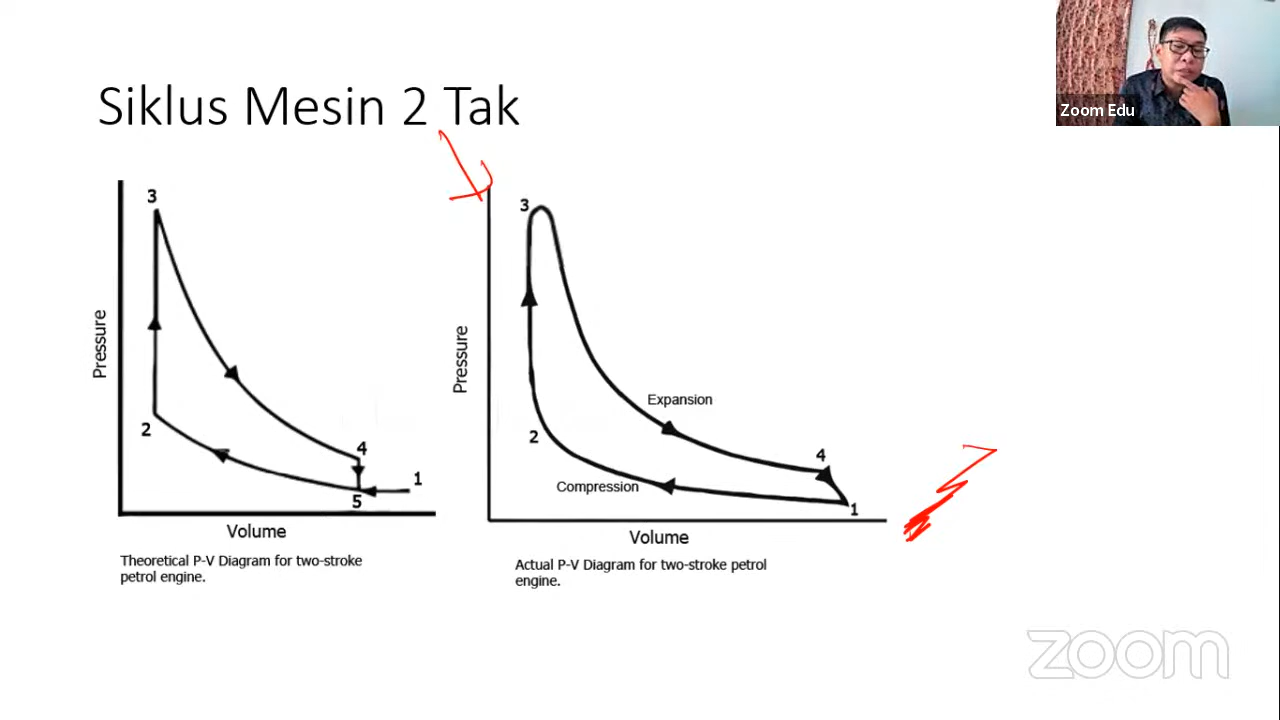 Siklus Mesin 2 Tak
Zoom Edu
3
2
4
1
5
Pressure
Volume
Theoretical P-V Diagram for two-stroke
petrol engine.
3
2
4
1
Expansion
Compression
Pressure
Volume
Actual P-V Diagram for two-stroke petrol
engine.
zoom